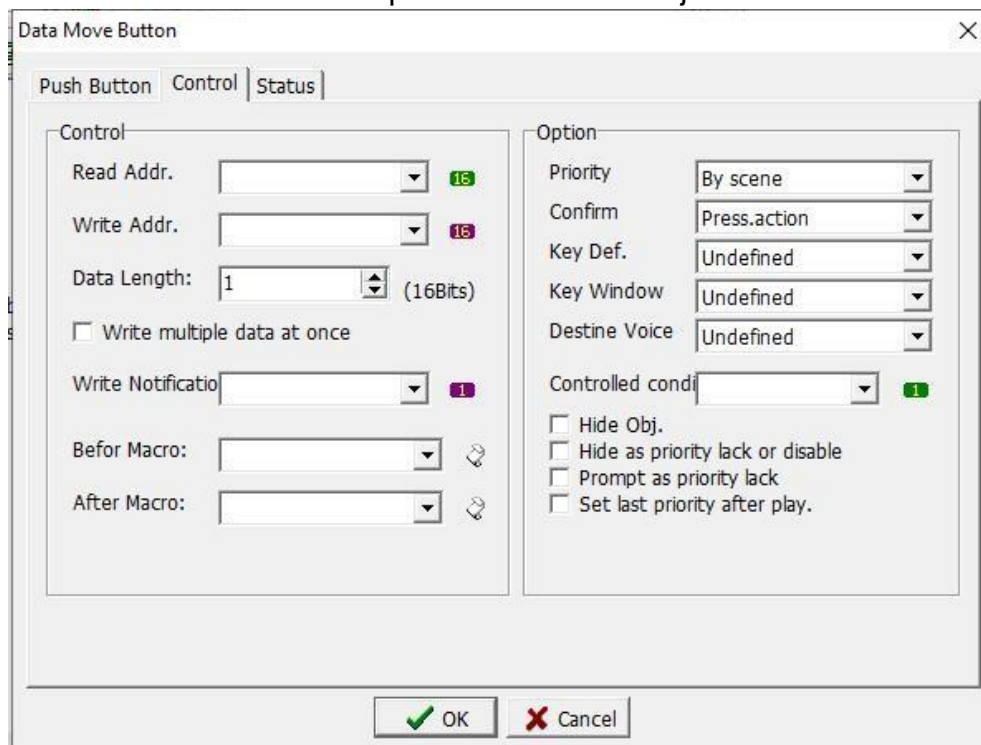 Data Move Button
Push Button Control Status
Control
Read Addr. 16
Write Addr. 16
Data Length: 1 (16Bits)
Write multiple data at once
Write Notificatio 1
Befor Macro:
After Macro:
Option
Priority By scene
Confirm Press.action
Key Def. Undefined
Key Window Undefined
Destine Voice Undefined
Controlled condi 1
Hide Obj.
Hide as priority lack or disable
Prompt as priority lack
Set last priority after play.
OK Cancel